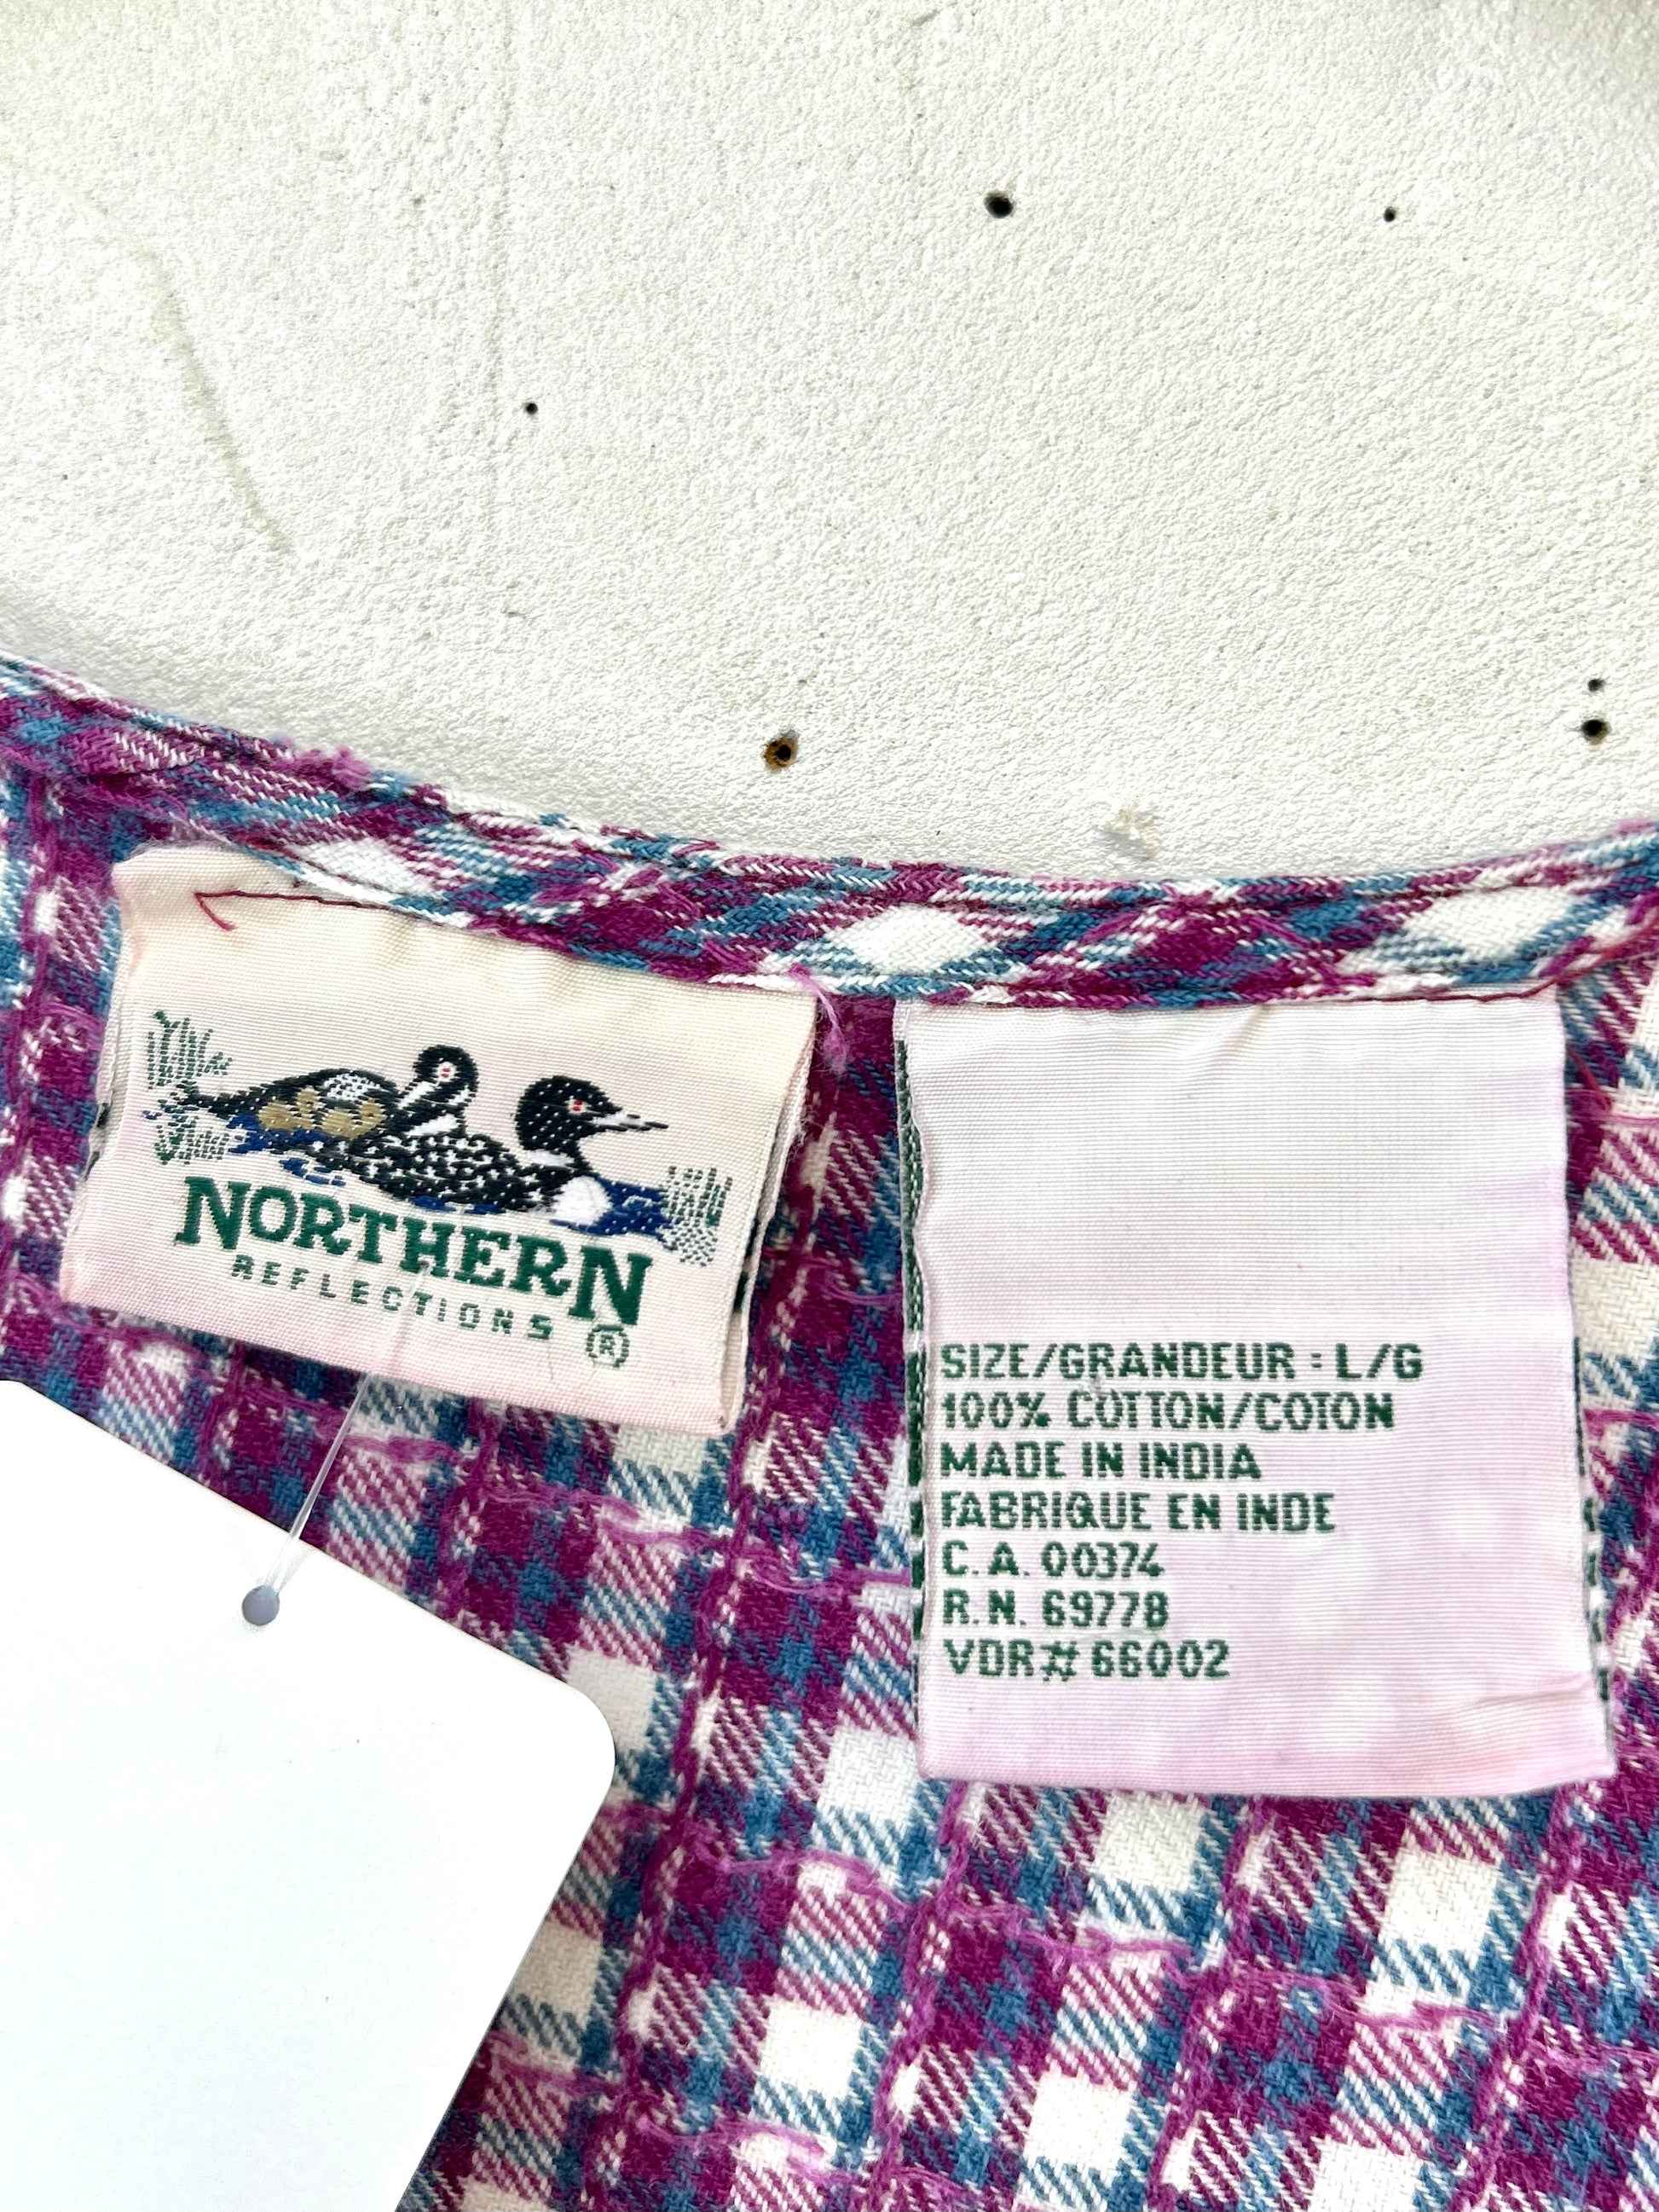 NORTHERN
REFLECTIONS ®
SIZE/GRANDEUR : L/G
100% COTTON/COTON
MADE IN INDIA
FABRIQUE EN INDE
C.A. 00374
R.N. 69778
VDR# 66002